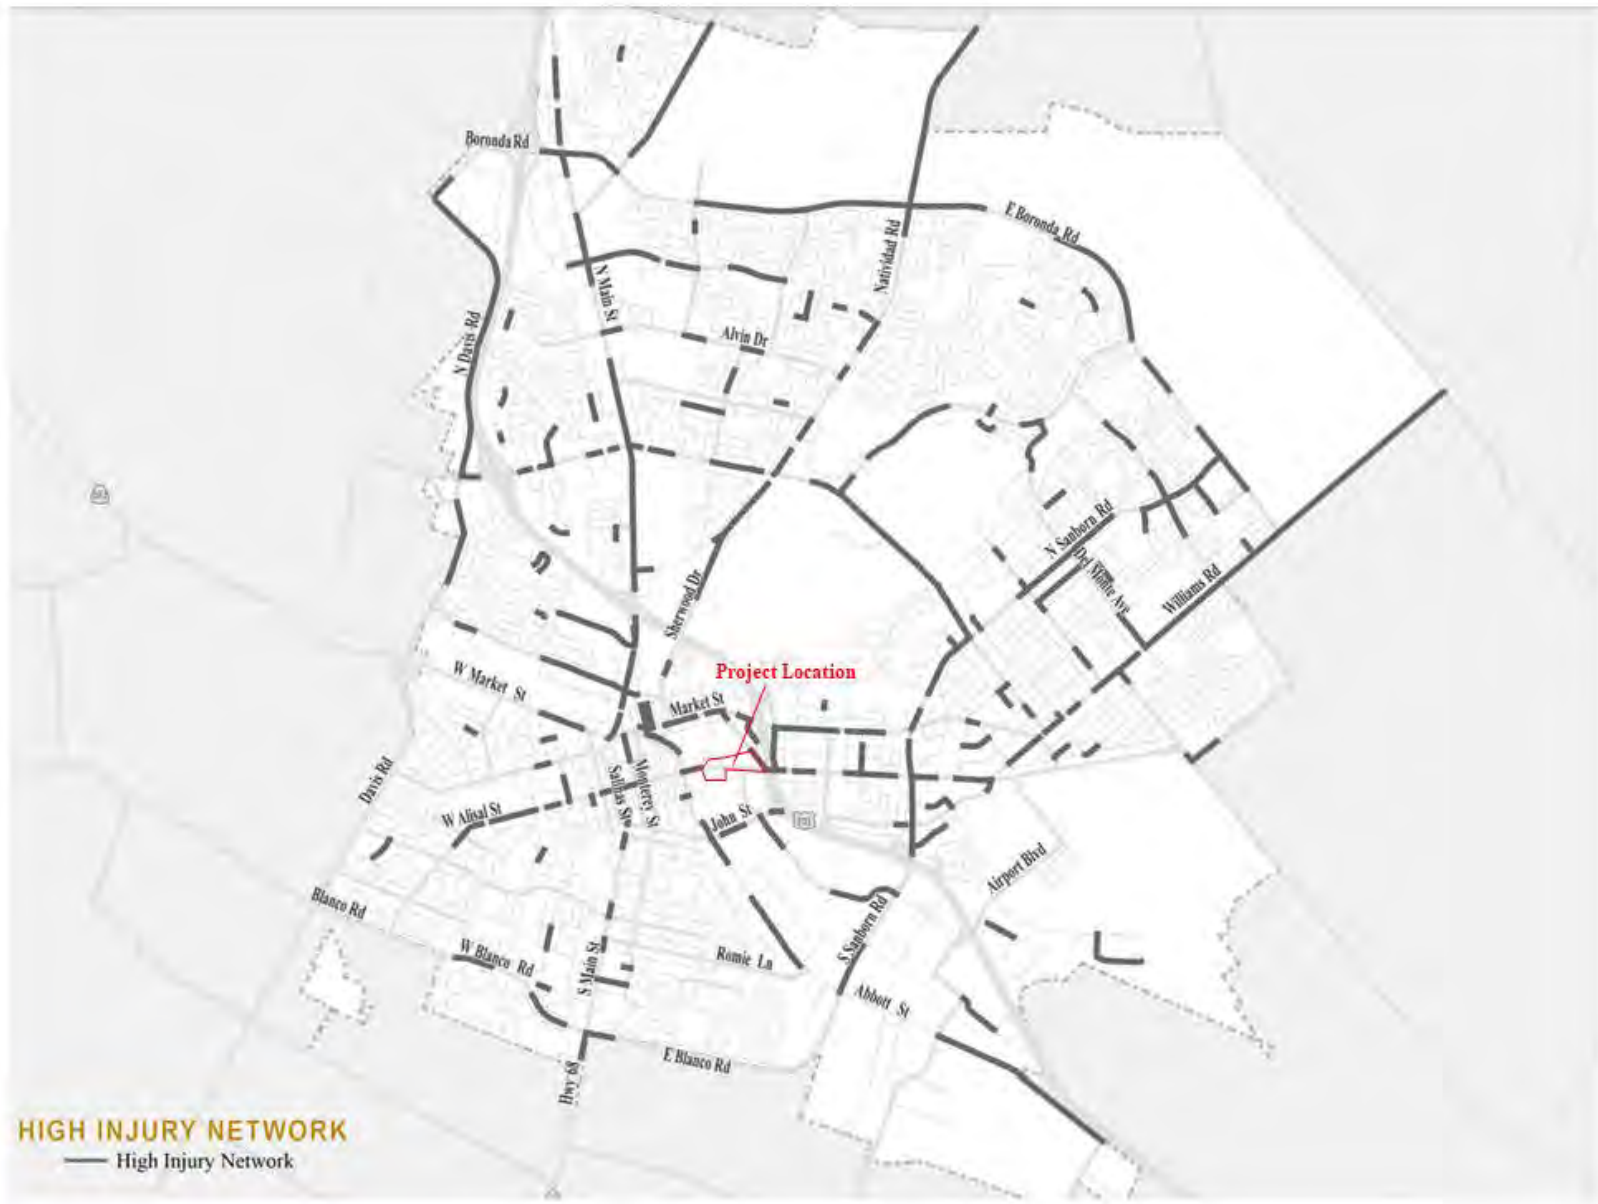 Boronda Rd
E Boronda Rd
Natividad Rd
N Main St
N Davis Rd
Alvin Dr
N Sanborn Rd
Del Monte Ave
Williams Rd
Sherwood Dr
Project Location
W Market St
Market St
Davis Rd
Salinas St
Monterey St
W Alisal St
John St
Airport Blvd
Blanco Rd
W Blanco Rd
S Main St
Romie Ln
S Sanborn Rd
Abbott St
E Blanco Rd
Hwy 68
HIGH INJURY NETWORK
High Injury Network